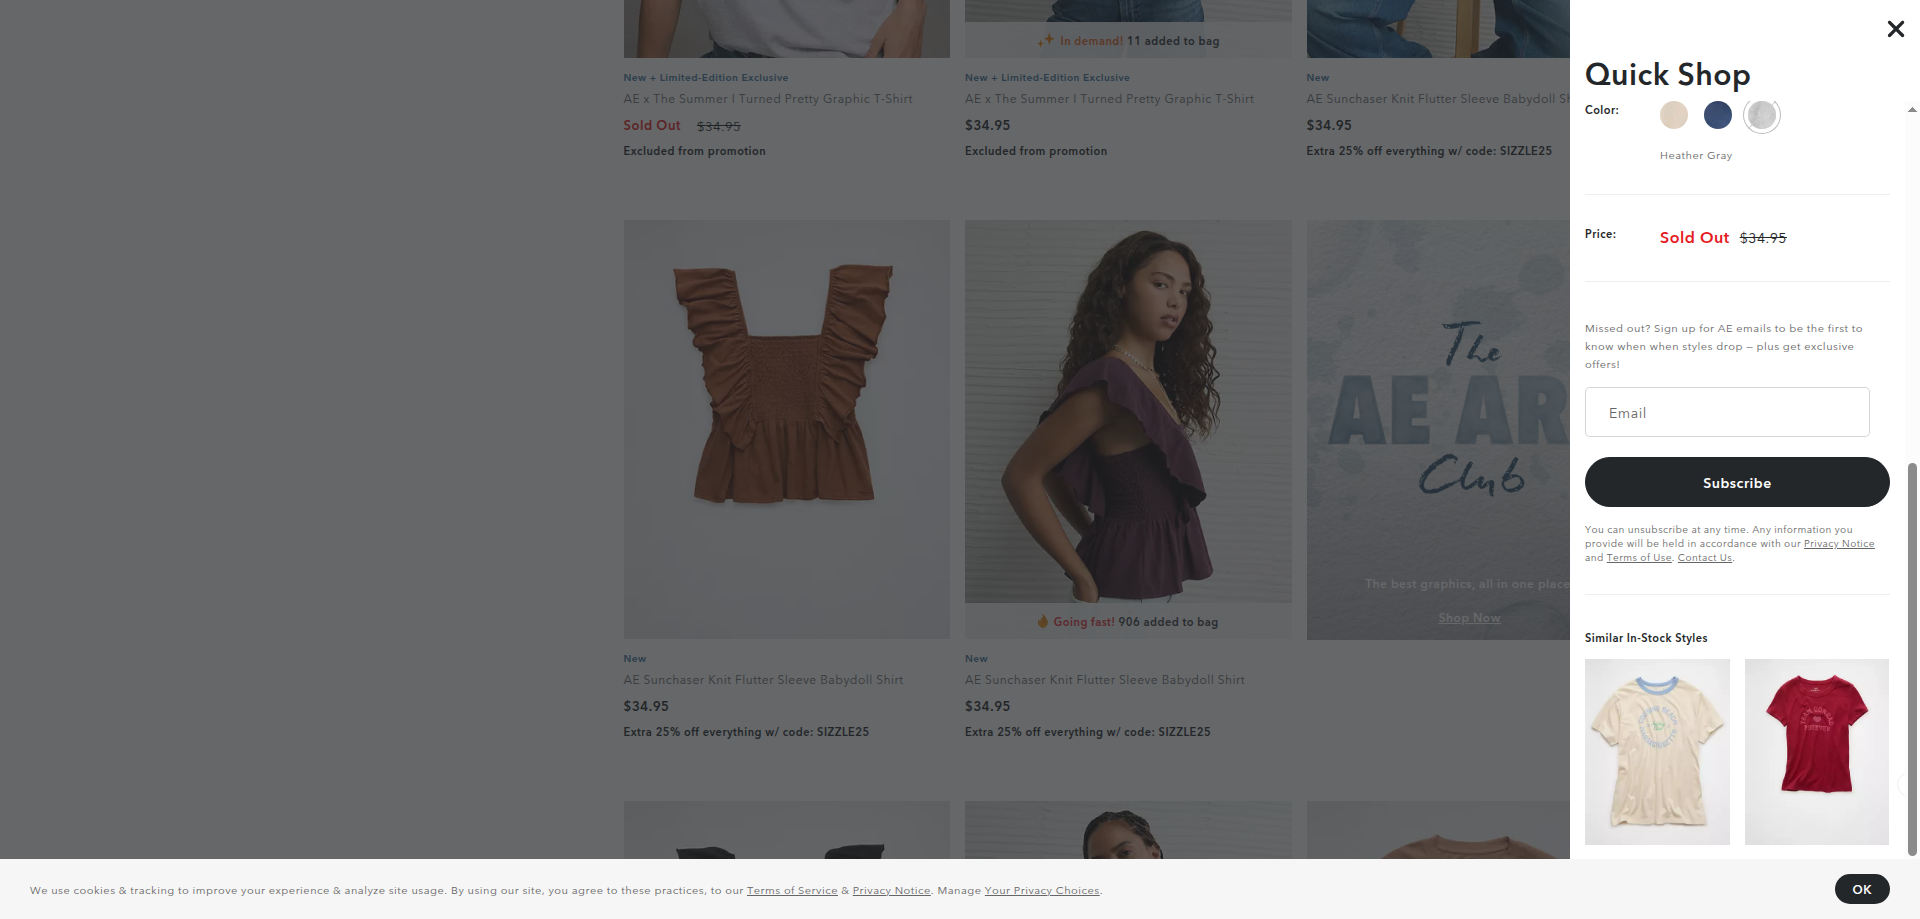 In demand! 11 added to bag
New + Limited-Edition Exclusive
AE x The Summer I Turned Pretty Graphic T-Shirt
Sold Out $34.95
Excluded from promotion
New + Limited-Edition Exclusive
AE x The Summer I Turned Pretty Graphic T-Shirt
$34.95
Excluded from promotion
New
AE Sunchaser Knit Flutter Sleeve Babydoll
$34.95
Extra 25% off everything w/ code: SIZZLE25
The
AE AR
Club
The best graphics, all in one place
Shop Now
Going fast! 906 added to bag
New
AE Sunchaser Knit Flutter Sleeve Babydoll Shirt
$34.95
Extra 25% off everything w/ code: SIZZLE25
New
AE Sunchaser Knit Flutter Sleeve Babydoll Shirt
$34.95
Extra 25% off everything w/ code: SIZZLE25
Quick Shop
Color:
Heather Gray
Price: Sold Out $34.95
Missed out? Sign up for AE emails to be the first to
know when when styles drop – plus get exclusive
offers!
Email
Subscribe
You can unsubscribe at any time. Any information you
provide will be held in accordance with our Privacy Notice
and Terms of Use. Contact Us.
Similar In-Stock Styles
We use cookies & tracking to improve your experience & analyze site usage. By using our site, you agree to these practices, to our Terms of Service & Privacy Notice. Manage Your Privacy Choices.
OK